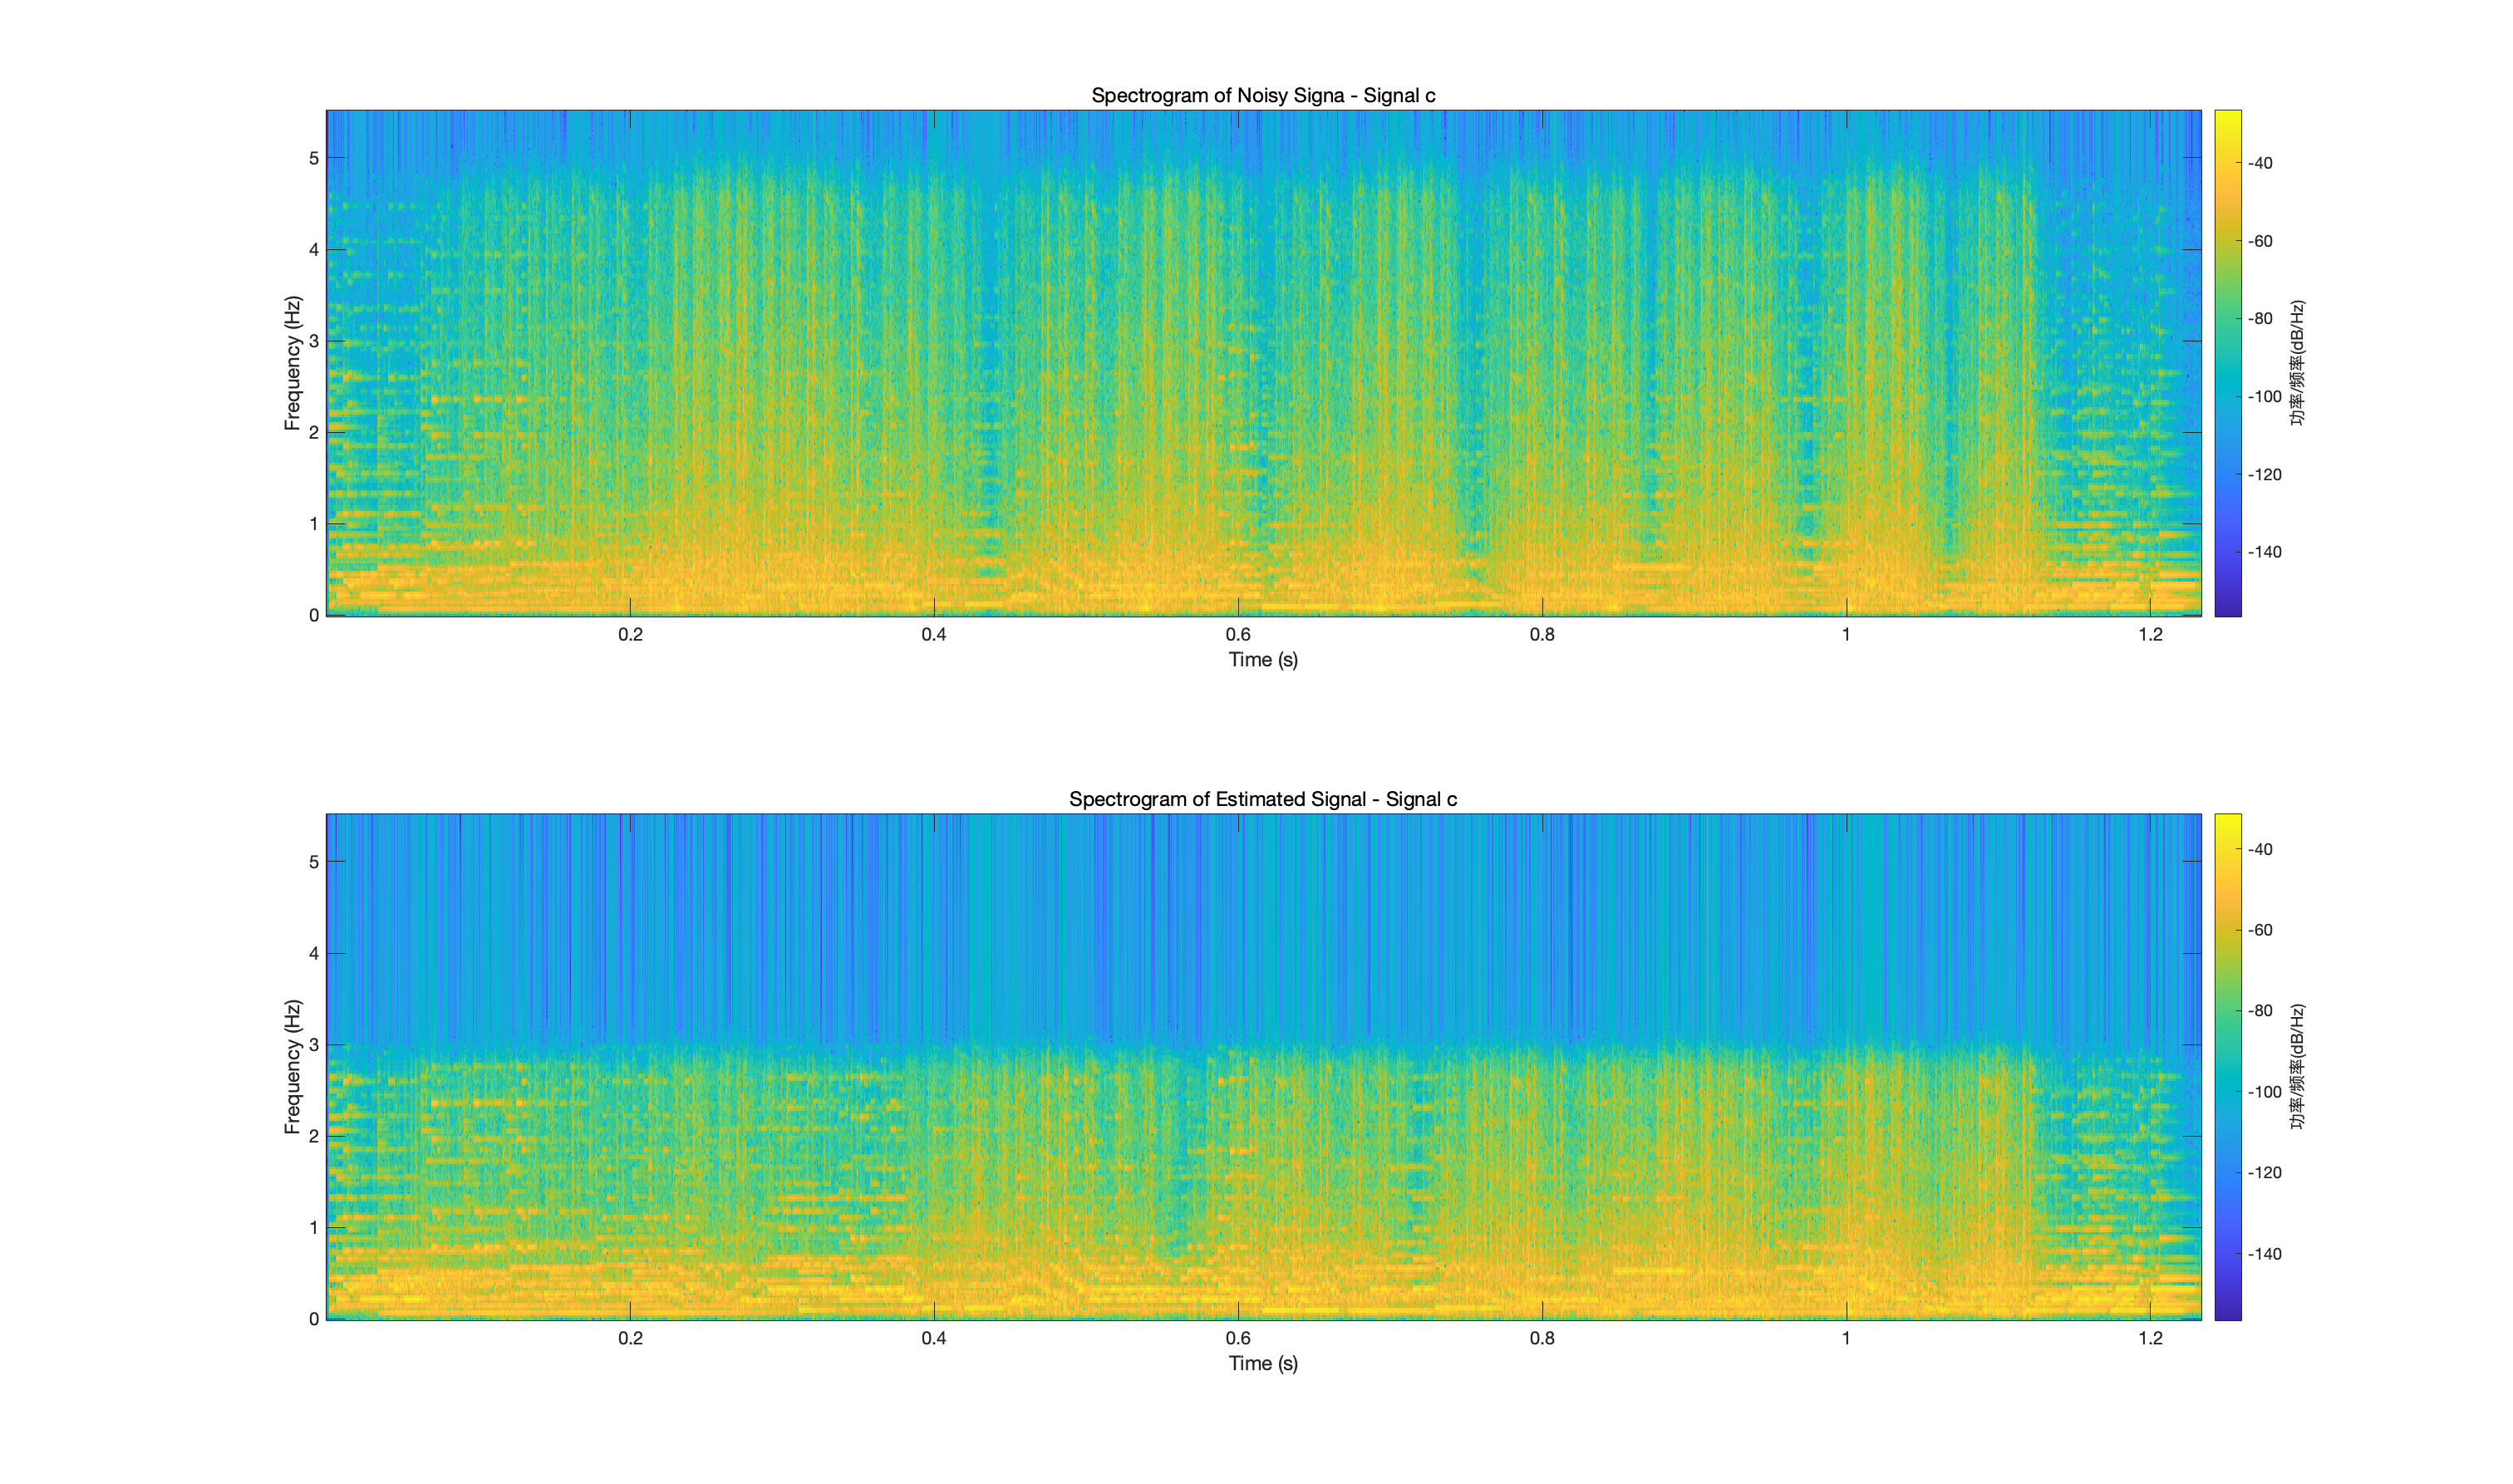 Spectrogram of Noisy Signa - Signal c
5
4
3
2
1
0
Frequency (Hz)
0.2 0.4 0.6 0.8 1 1.2
Time (s)
-40
-60
-80
-100
-120
-140
功率/频率(dB/Hz)
Spectrogram of Estimated Signal - Signal c
5
4
3
2
1
0
Frequency (Hz)
0.2 0.4 0.6 0.8 1 1.2
Time (s)
-40
-60
-80
-100
-120
-140
功率/频率(dB/Hz)